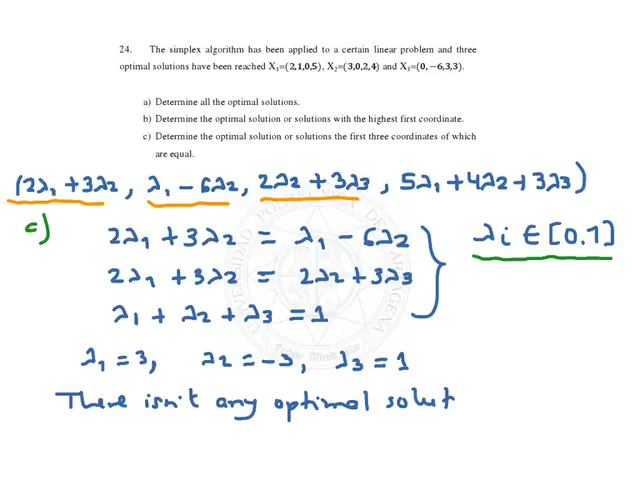 24. The simplex algorithm has been applied to a certain linear problem and three
optimal solutions have been reached X₁=(2,1,0,5), X₂=(3,0,2,4) and X₃=(0,−6,3,3).
a) Determine all the optimal solutions.
b) Determine the optimal solution or solutions with the highest first coordinate.
c) Determine the optimal solution or solutions the first three coordinates of which
are equal.
(2λ₁ + 3λ₂, λ₁ − 6λ₂, 2λ₂ + 3λ₃, 5λ₁ + 4λ₂ + 3λ₃)
c)
2λ₁ + 3λ₂ = λ₁ − 6λ₂
λi ∈ [0.1]
2λ₁ + 3λ₂ = 2λ₂ + 3λ₃
λ₁ + λ₂ + λ₃ = 1
λ₁ = 3, λ₂ = −3, λ₃ = 1
There isn't any optimal solut